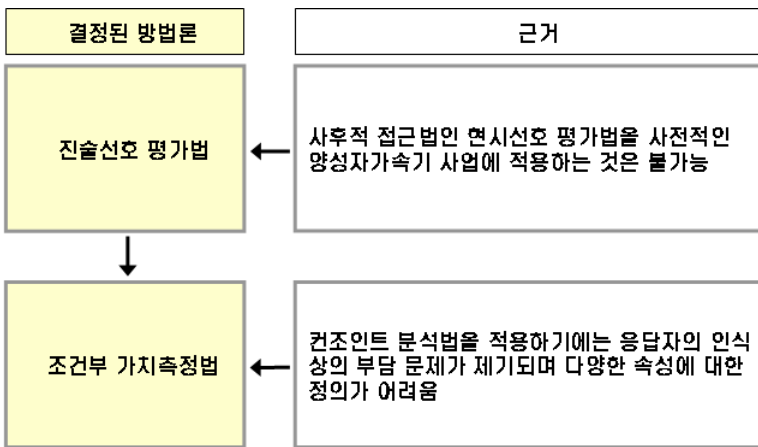 결정된 방법론
근거
진술선호 평가법
사후적 접근법인 현시선호 평가법을 사전적인
양성자가속기 사업에 적용하는 것은 불가능
조건부 가치측정법
컨조인트 분석법을 적용하기에는 응답자의 인식
상의 부담 문제가 제기되며 다양한 속성에 대한
정의가 어려움